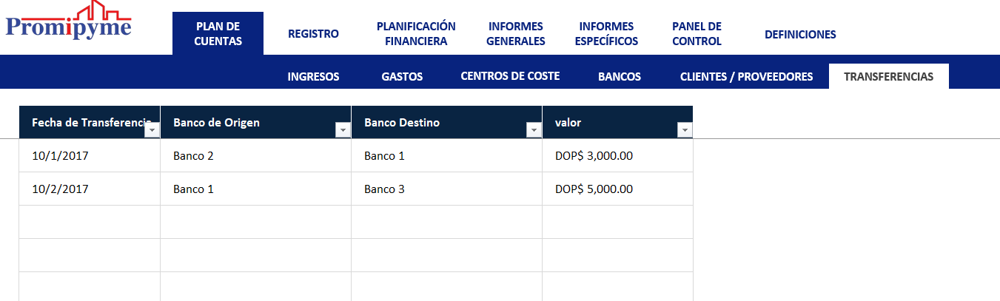 Promipyme
PLAN DE
CUENTAS
REGISTRO
PLANIFICACIÓN
FINANCIERA
INFORMES
GENERALES
INFORMES
ESPECÍFICOS
PANEL DE
CONTROL
DEFINICIONES
INGRESOS
GASTOS
CENTROS DE COSTE
BANCOS
CLIENTES / PROVEEDORES
TRANSFERENCIAS
Fecha de Transferencia Banco de Origen Banco Destino valor
10/1/2017 Banco 2 Banco 1 DOP$ 3,000.00
10/2/2017 Banco 1 Banco 3 DOP$ 5,000.00